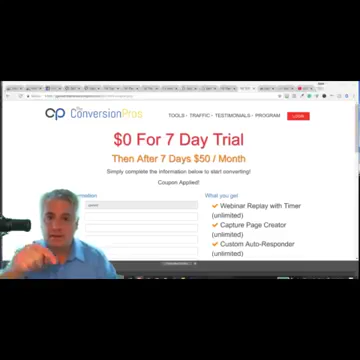 The
ConversionPros
TOOLS TRAFFIC TESTIMONIALS PROGRAM LOGIN
$0 For 7 Day Trial
Then After 7 Days $50 / Month
Simply complete the information below to start converting!
Coupon Applied!
What you get:
Webinar Replay with Timer
(unlimited)
Capture Page Creator
(unlimited)
Custom Auto-Responder
(unlimited)